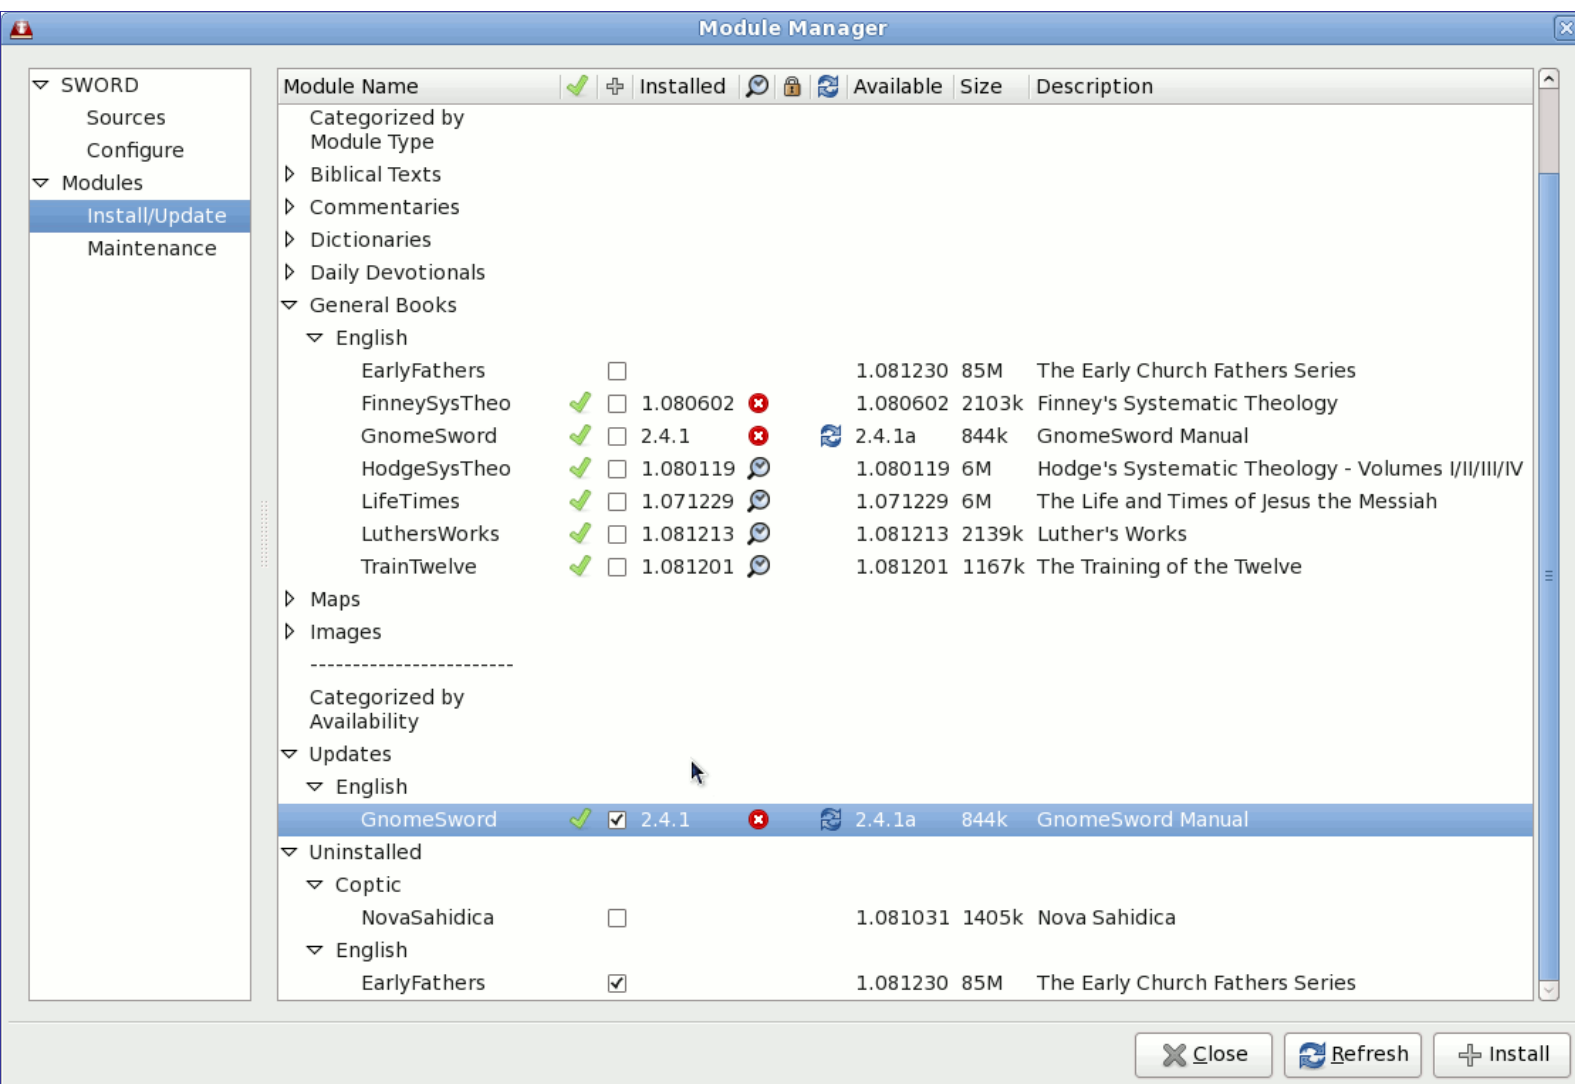 Module Manager
SWORD
Sources
Configure
Modules
Install/Update
Maintenance
Module Name Installed Available Size Description
Categorized by
Module Type
Biblical Texts
Commentaries
Dictionaries
Daily Devotionals
General Books
English
EarlyFathers 1.081230 85M The Early Church Fathers Series
FinneySysTheo 1.080602 1.080602 2103k Finney's Systematic Theology
GnomeSword 2.4.1 2.4.1a 844k GnomeSword Manual
HodgeSysTheo 1.080119 1.080119 6M Hodge's Systematic Theology - Volumes I/II/III/IV
LifeTimes 1.071229 1.071229 6M The Life and Times of Jesus the Messiah
LuthersWorks 1.081213 1.081213 2139k Luther's Works
TrainTwelve 1.081201 1.081201 1167k The Training of the Twelve
Maps
Images
------------------------
Categorized by
Availability
Updates
English
GnomeSword 2.4.1 2.4.1a 844k GnomeSword Manual
Uninstalled
Coptic
NovaSahidica 1.081031 1405k Nova Sahidica
English
EarlyFathers 1.081230 85M The Early Church Fathers Series
Close Refresh Install